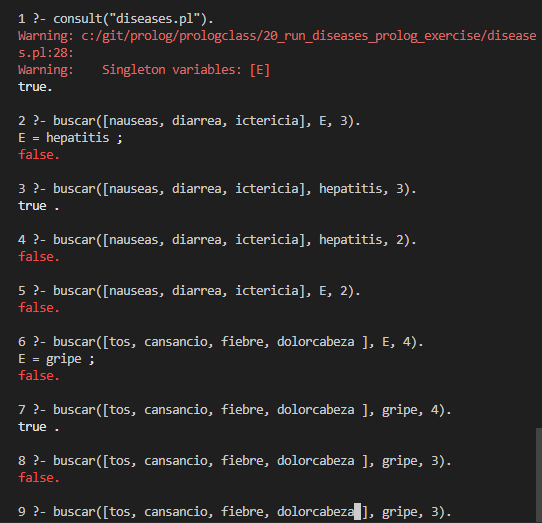 1 ?- consult("diseases.pl").
Warning: c:/git/prolog/prologclass/20_run_diseases_prolog_exercise/disease
s.pl:28:
Warning:    Singleton variables: [E]
true.
2 ?- buscar([nauseas, diarrea, ictericia], E, 3).
E = hepatitis ;
false.
3 ?- buscar([nauseas, diarrea, ictericia], hepatitis, 3).
true .
4 ?- buscar([nauseas, diarrea, ictericia], hepatitis, 2).
false.
5 ?- buscar([nauseas, diarrea, ictericia], E, 2).
false.
6 ?- buscar([tos, cansancio, fiebre, dolorcabeza ], E, 4).
E = gripe ;
false.
7 ?- buscar([tos, cansancio, fiebre, dolorcabeza ], gripe, 4).
true .
8 ?- buscar([tos, cansancio, fiebre, dolorcabeza ], gripe, 3).
false.
9 ?- buscar([tos, cansancio, fiebre, dolorcabeza ], gripe, 3).